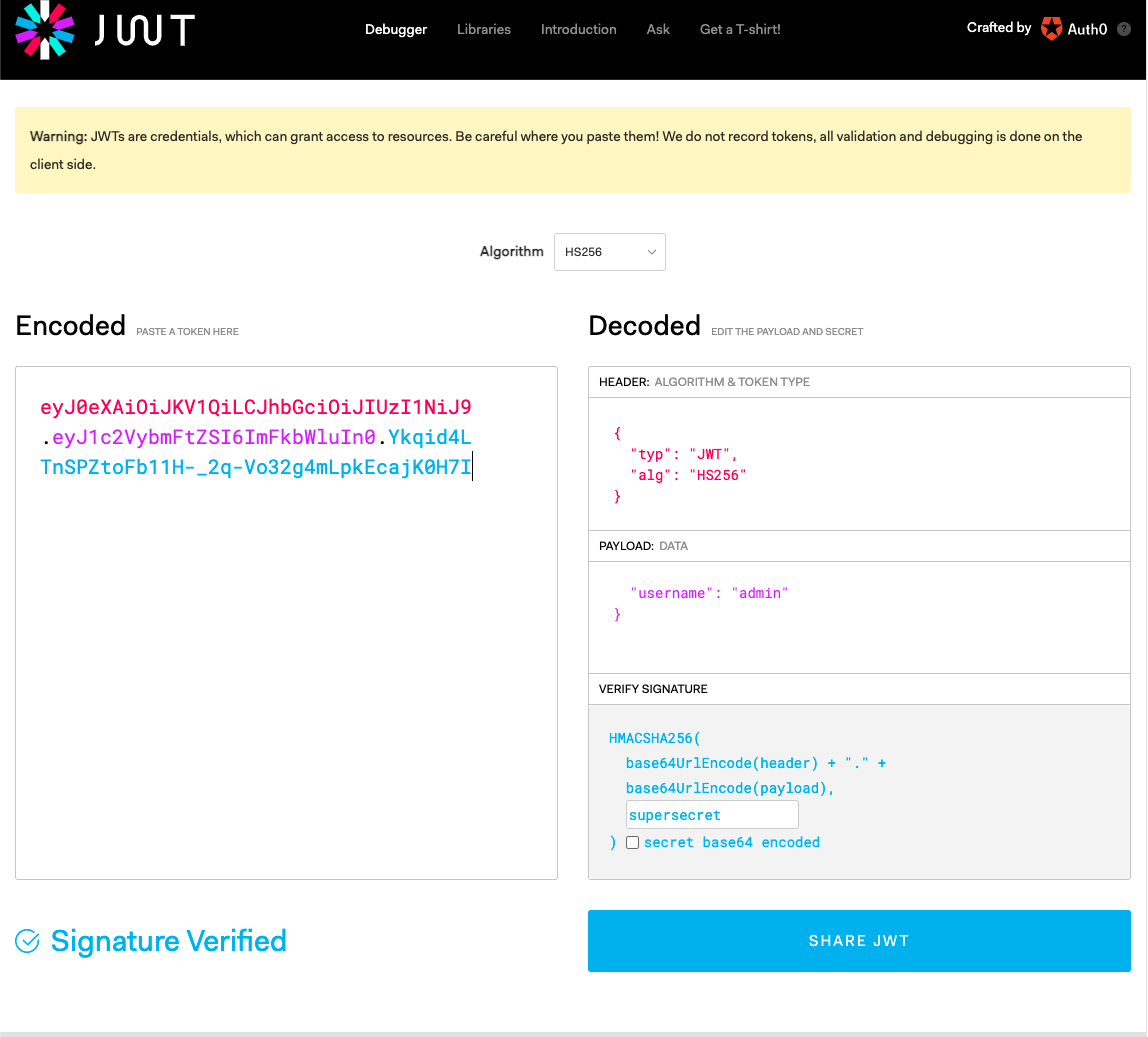 JWT
Debugger Libraries Introduction Ask Get a T-shirt!
Crafted by Auth0 ?
Warning: JWTs are credentials, which can grant access to resources. Be careful where you paste them! We do not record tokens, all validation and debugging is done on the
client side.
Algorithm HS256
Encoded PASTE A TOKEN HERE
eyJ0eXAiOiJKV1QiLCJhbGciOiJIUzI1NiJ9
.eyJ1c2VybmFtZSI6ImFkbWluIn0.Ykqid4L
TnSPZtoFb11H-_2q-Vo32g4mLpkEcajK0H7I
Decoded EDIT THE PAYLOAD AND SECRET
HEADER: ALGORITHM & TOKEN TYPE
{
"typ": "JWT",
"alg": "HS256"
}
PAYLOAD: DATA
"username": "admin"
}
VERIFY SIGNATURE
HMACSHA256(
base64UrlEncode(header) + "." +
base64UrlEncode(payload),
supersecret
) secret base64 encoded
Signature Verified
SHARE JWT